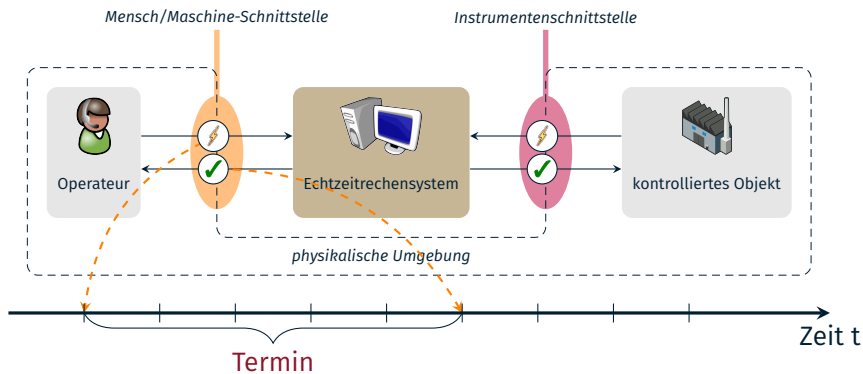 Mensch/Maschine-Schnittstelle
Instrumentenschnittstelle
Operateur
Echtzeitrechensystem
kontrolliertes Objekt
physikalische Umgebung
Zeit t
Termin